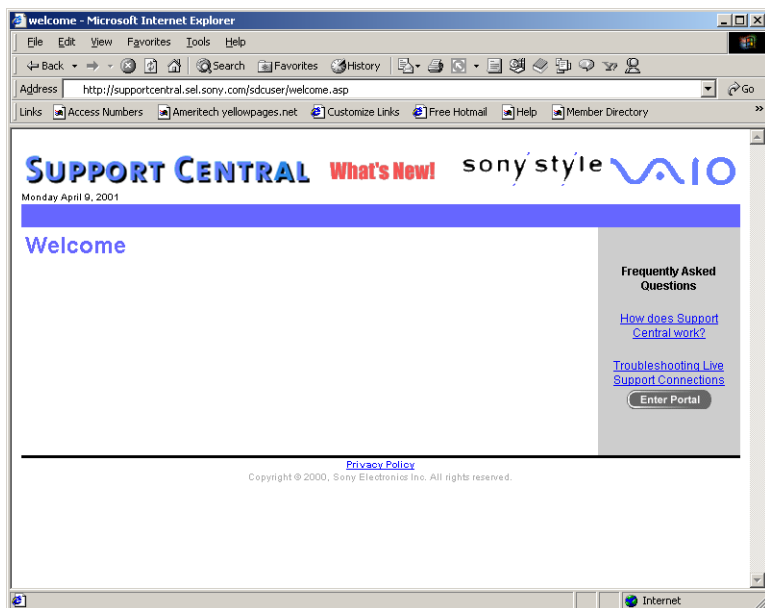 welcome - Microsoft Internet Explorer
File Edit View Favorites Tools Help
Back Search Favorites History
Address http://supportcentral.sel.sony.com/sdcuser/welcome.asp Go
Links Access Numbers Ameritech yellowpages.net Customize Links Free Hotmail Help Member Directory »
SUPPORT CENTRAL What's New! sony style VAIO
Monday April 9, 2001
Welcome
Frequently Asked
Questions
How does Support
Central work?
Troubleshooting Live
Support Connections
Enter Portal
Privacy Policy
Copyright © 2000, Sony Electronics Inc. All rights reserved.
Internet